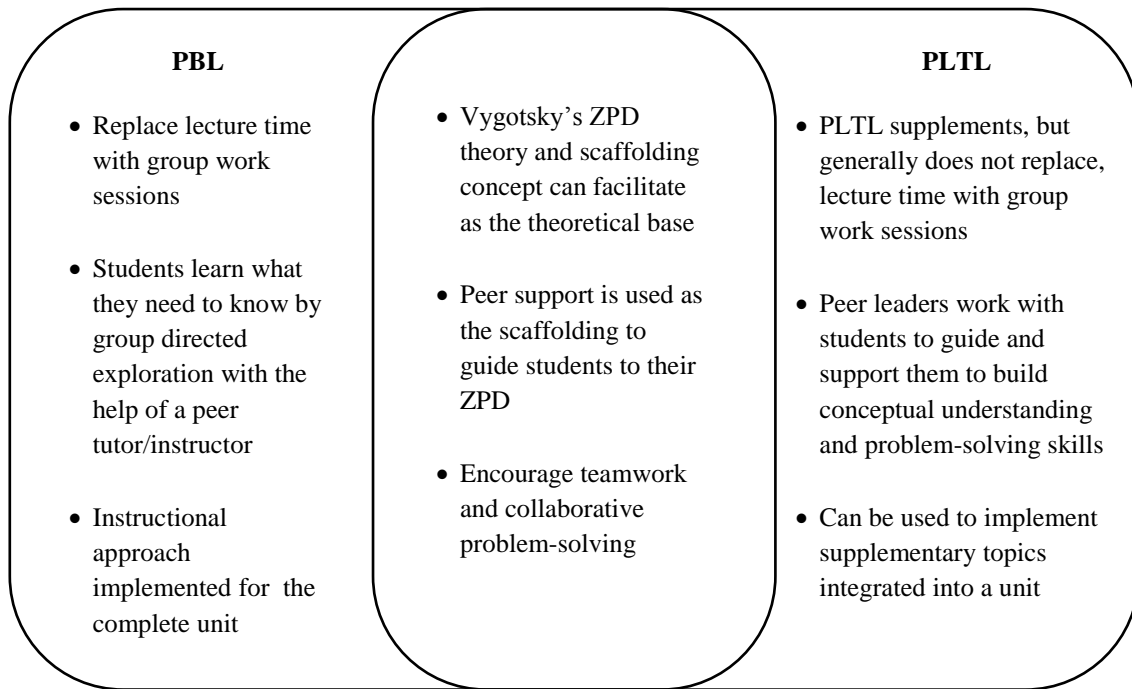 PBL
• Replace lecture time
with group work
sessions
• Students learn what
they need to know by
group directed
exploration with the
help of a peer
tutor/instructor
• Instructional
approach
implemented for the
complete unit
• Vygotsky’s ZPD
theory and scaffolding
concept can facilitate
as the theoretical base
• Peer support is used as
the scaffolding to
guide students to their
ZPD
• Encourage teamwork
and collaborative
problem-solving
PLTL
• PLTL supplements, but
generally does not replace,
lecture time with group
work sessions
• Peer leaders work with
students to guide and
support them to build
conceptual understanding
and problem-solving skills
• Can be used to implement
supplementary topics
integrated into a unit